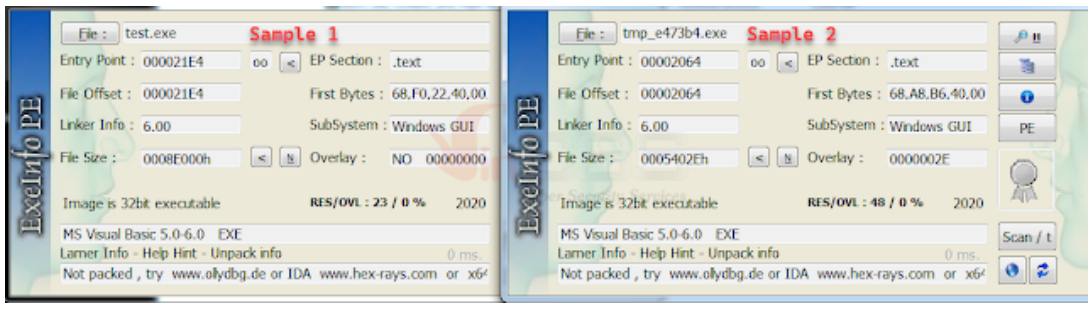 File : test.exe Sample 1
Entry Point : 000021E4 oo < EP Section : .text
File Offset : 000021E4 First Bytes : 68.F0.22.40.00
Linker Info : 6.00 SubSystem : Windows GUI
File Size : 0008E000h < N Overlay : NO 00000000
Image is 32bit executable RES/OVL : 23 / 0 % 2020
MS Visual Basic 5.0-6.0 EXE
Lamer Info - Help Hint - Unpack info 0 ms.
Not packed , try www.ollydbg.de or IDA www.hex-rays.com or x64
ExeInfo PE
File : tmp_e473b4.exe Sample 2
Entry Point : 00002064 oo < EP Section : .text
File Offset : 00002064 First Bytes : 68.A8.B6.40.00
Linker Info : 6.00 SubSystem : Windows GUI
File Size : 0005402Eh < N Overlay : 0000002E
Image is 32bit executable RES/OVL : 48 / 0 % 2020
MS Visual Basic 5.0-6.0 EXE
Lamer Info - Help Hint - Unpack info 0 ms.
Not packed , try www.ollydbg.de or IDA www.hex-rays.com or x64
ExeInfo PE
PE
Scan / t